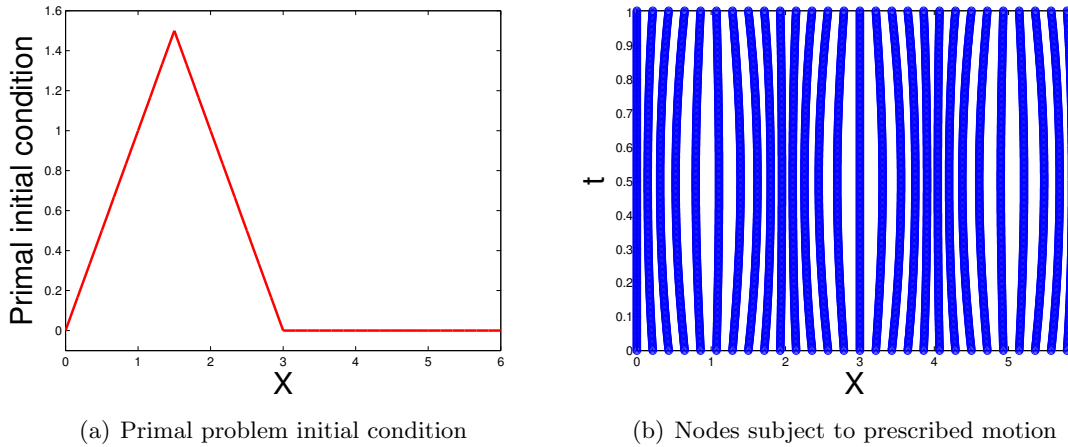 1.6
1.4
1.2
1
0.8
0.6
0.4
0.2
0
Primal initial condition
0 1 2 3 4 5 6
X
(a) Primal problem initial condition
1
0.9
0.8
0.7
0.6
0.5
0.4
0.3
0.2
0.1
0
t
0 1 2 3 4 5
X
(b) Nodes subject to prescribed motion